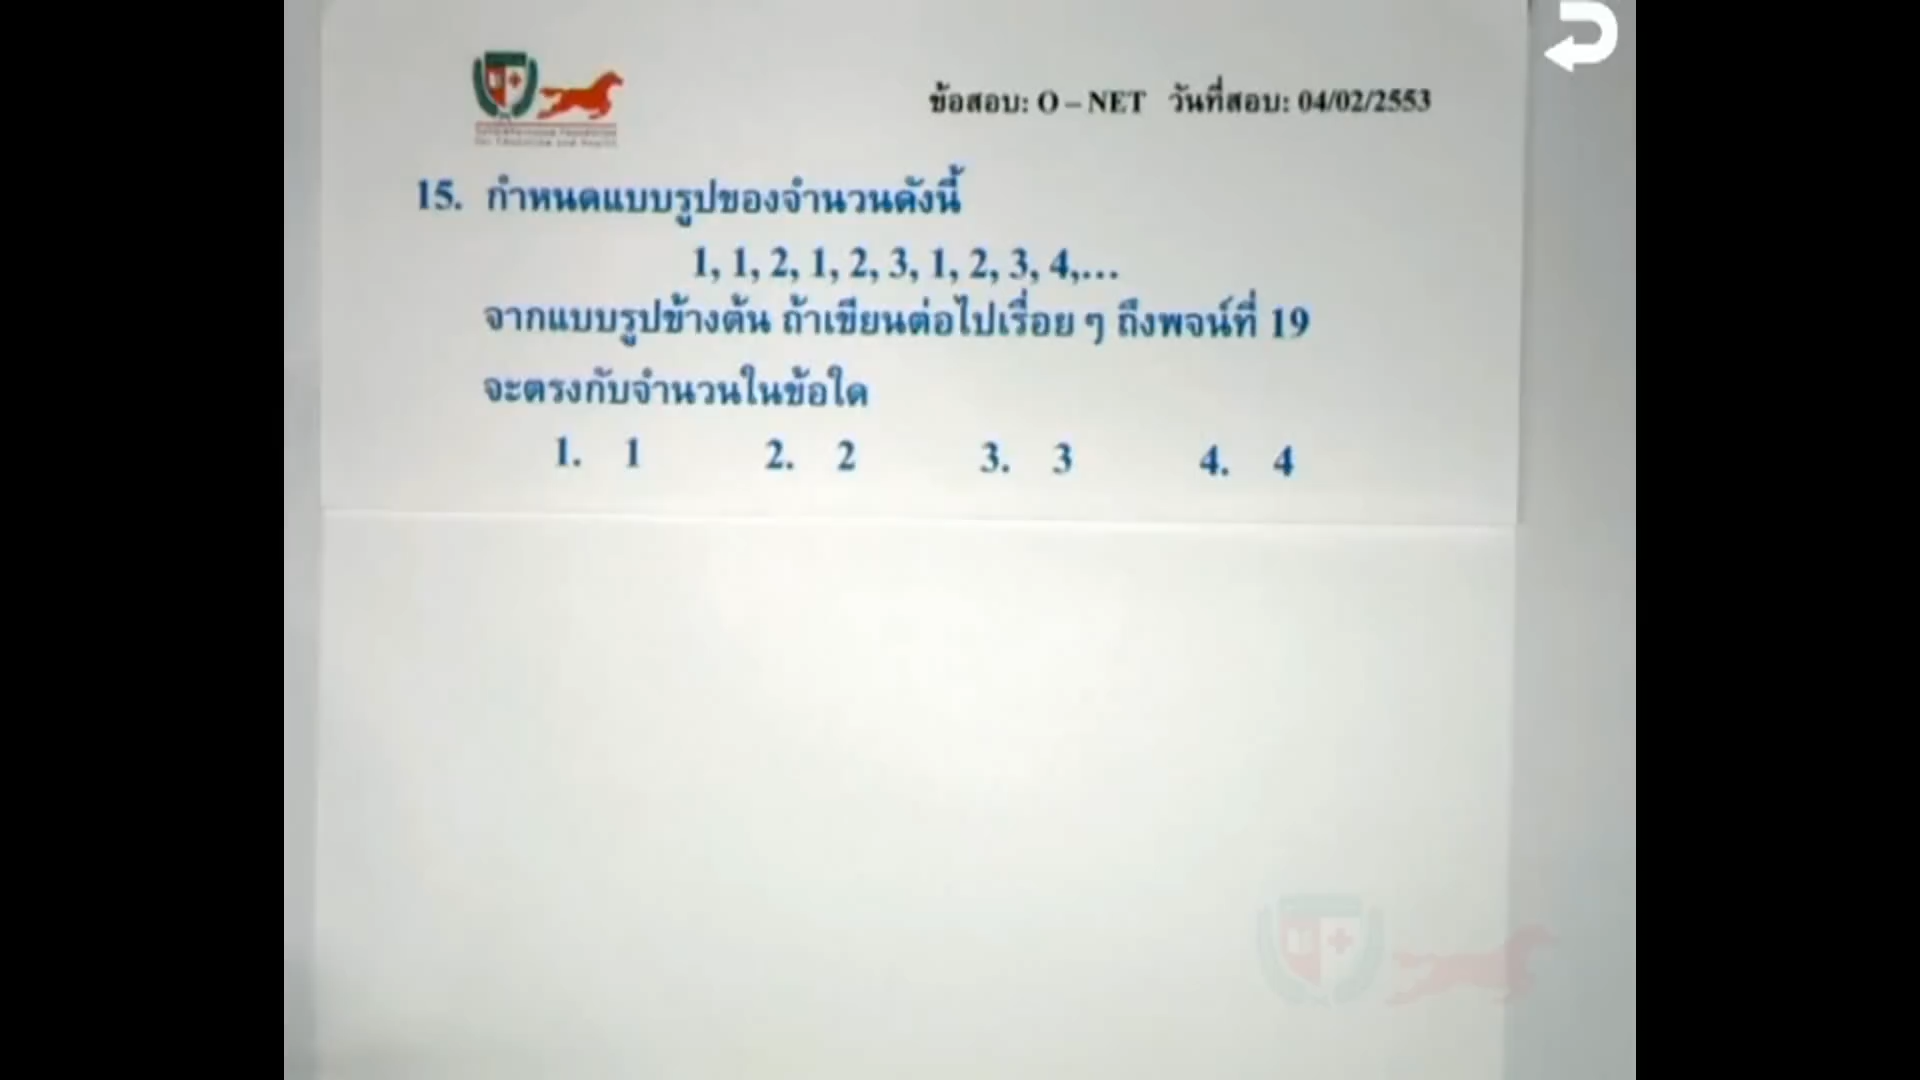 ข้อสอบ: O – NET วันที่สอบ: 04/02/2553
for Education and Health
15. กำหนดแบบรูปของจำนวนดังนี้
1, 1, 2, 1, 2, 3, 1, 2, 3, 4,...
จากแบบรูปข้างต้น ถ้าเขียนต่อไปเรื่อย ๆ ถึงพจน์ที่ 19
จะตรงกับจำนวนในข้อใด
1. 1 2. 2 3. 3 4. 4